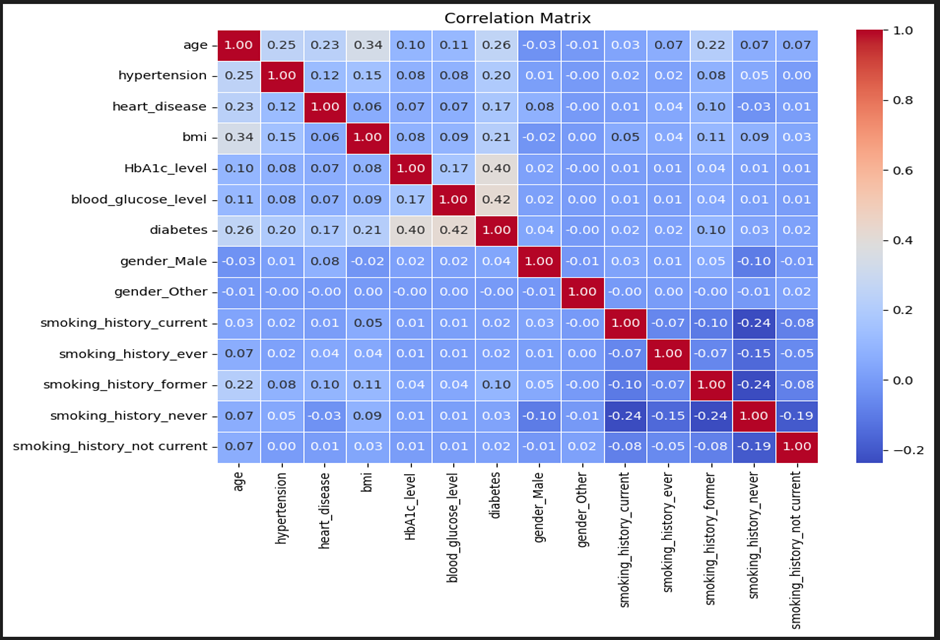 Correlation Matrix
age 1.00 0.25 0.23 0.34 0.10 0.11 0.26 -0.03 -0.01 0.03 0.07 0.22 0.07 0.07
hypertension 0.25 1.00 0.12 0.15 0.08 0.08 0.20 0.01 -0.00 0.02 0.02 0.08 0.05 0.00
heart_disease 0.23 0.12 1.00 0.06 0.07 0.07 0.17 0.08 -0.00 0.01 0.04 0.10 -0.03 0.01
bmi 0.34 0.15 0.06 1.00 0.08 0.09 0.21 -0.02 0.00 0.05 0.04 0.11 0.09 0.03
HbA1c_level 0.10 0.08 0.07 0.08 1.00 0.17 0.40 0.02 -0.00 0.01 0.01 0.04 0.01 0.01
blood_glucose_level 0.11 0.08 0.07 0.09 0.17 1.00 0.42 0.02 0.00 0.01 0.01 0.04 0.01 0.01
diabetes 0.26 0.20 0.17 0.21 0.40 0.42 1.00 0.04 -0.00 0.02 0.02 0.10 0.03 0.02
gender_Male -0.03 0.01 0.08 -0.02 0.02 0.02 0.04 1.00 -0.01 0.03 0.01 0.05 -0.10 -0.01
gender_Other -0.01 -0.00 -0.00 0.00 -0.00 0.00 -0.00 -0.01 1.00 -0.00 0.00 -0.00 -0.01 0.02
smoking_history_current 0.03 0.02 0.01 0.05 0.01 0.01 0.02 0.03 -0.00 1.00 -0.07 -0.10 -0.24 -0.08
smoking_history_ever 0.07 0.02 0.04 0.04 0.01 0.01 0.02 0.01 0.00 -0.07 1.00 -0.07 -0.15 -0.05
smoking_history_former 0.22 0.08 0.10 0.11 0.04 0.04 0.10 0.05 -0.00 -0.10 -0.07 1.00 -0.24 -0.08
smoking_history_never 0.07 0.05 -0.03 0.09 0.01 0.01 0.03 -0.10 -0.01 -0.24 -0.15 -0.24 1.00 -0.19
smoking_history_not current 0.07 0.00 0.01 0.03 0.01 0.01 0.02 -0.01 0.02 -0.08 -0.05 -0.08 -0.19 1.00
age
hypertension
heart_disease
bmi
HbA1c_level
blood_glucose_level
diabetes
gender_Male
gender_Other
smoking_history_current
smoking_history_ever
smoking_history_former
smoking_history_never
smoking_history_not current
1.0
0.8
0.6
0.4
0.2
0.0
−0.2